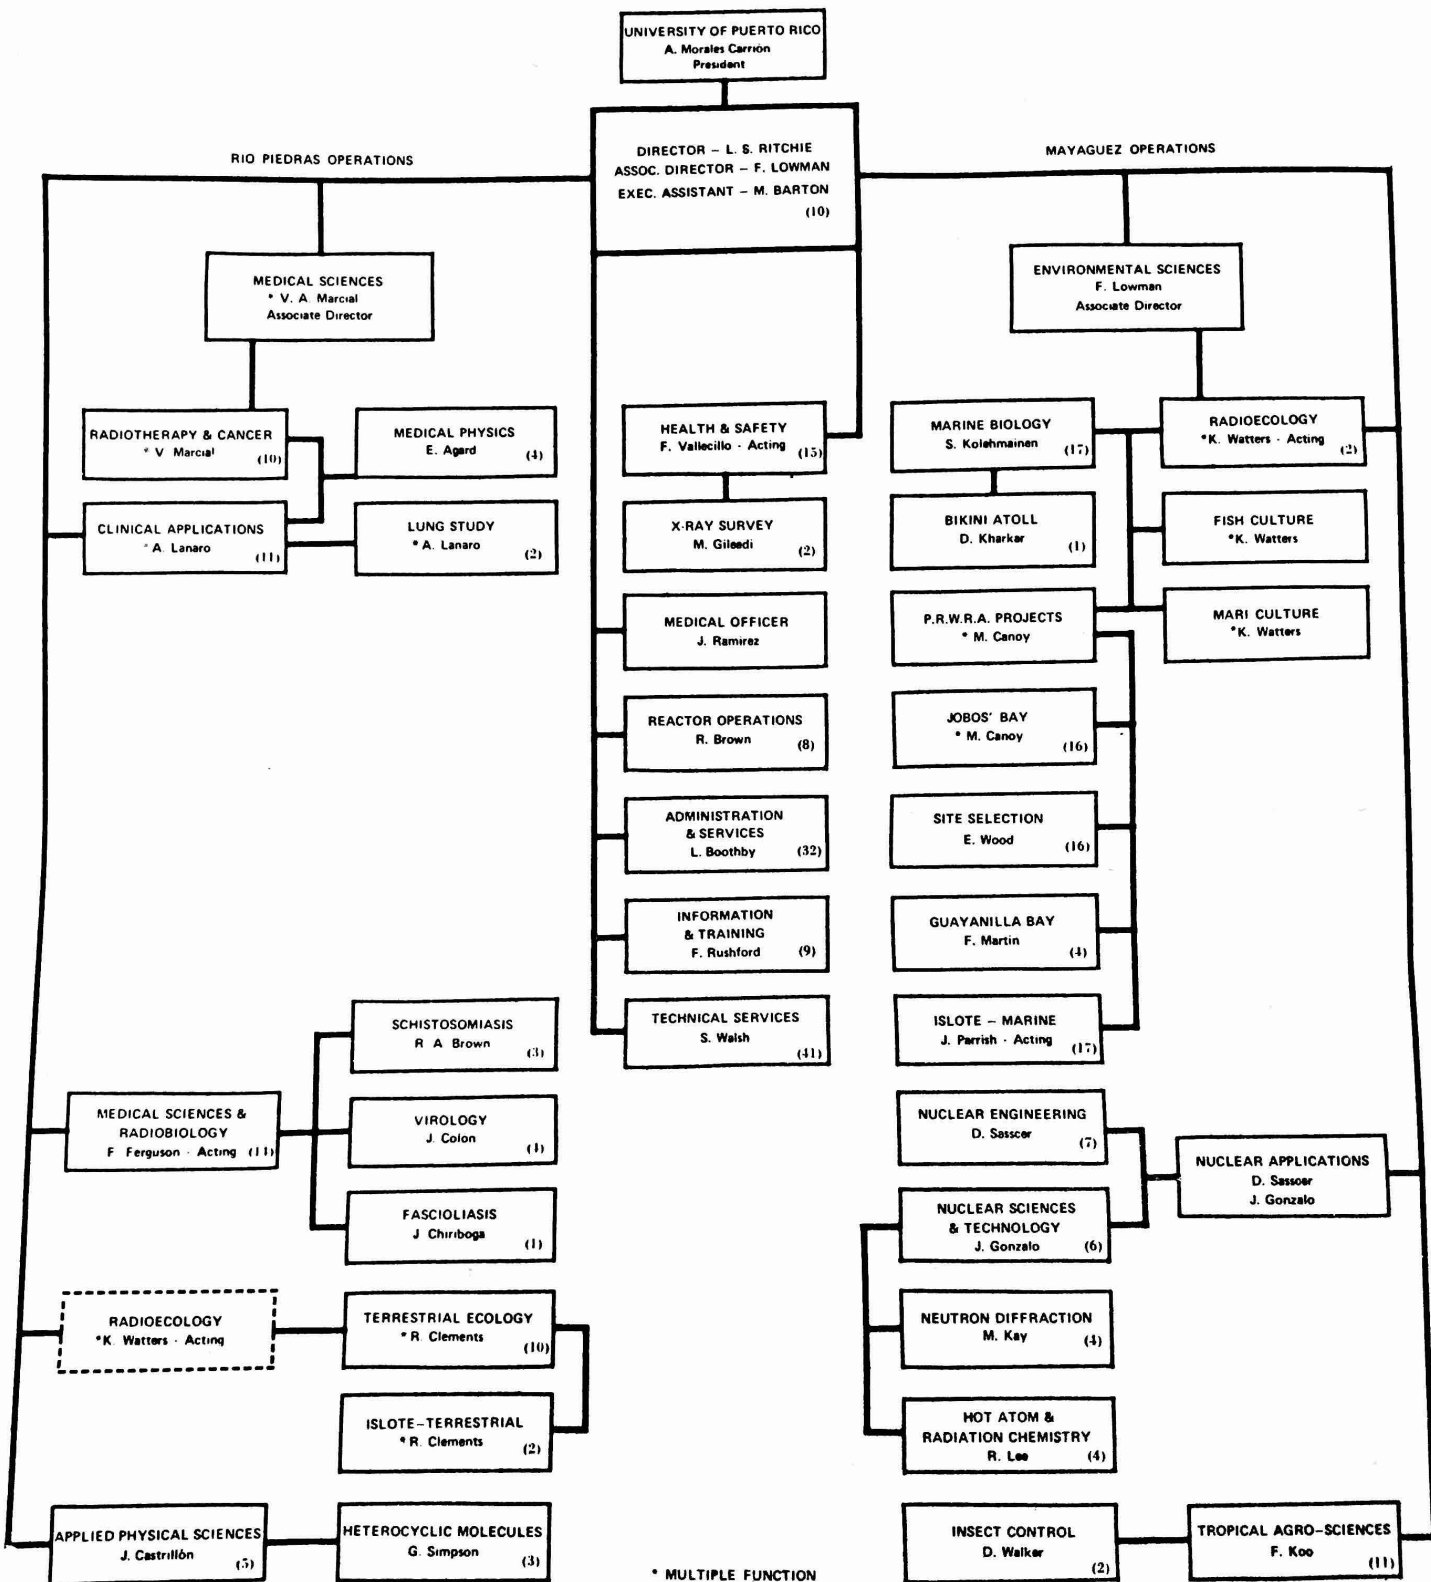 UNIVERSITY OF PUERTO RICO
A. Morales Carrión
President
RIO PIEDRAS OPERATIONS
DIRECTOR – L. S. RITCHIE
ASSOC. DIRECTOR – F. LOWMAN
EXEC. ASSISTANT – M. BARTON
(10)
MAYAGUEZ OPERATIONS
MEDICAL SCIENCES
* V. A. Marcial
Associate Director
ENVIRONMENTAL SCIENCES
F. Lowman
Associate Director
RADIOTHERAPY & CANCER
* V. Marcial
(10)
MEDICAL PHYSICS
E. Agard
(4)
CLINICAL APPLICATIONS
* A. Lanaro
(11)
LUNG STUDY
* A. Lanaro
(2)
HEALTH & SAFETY
F. Vallecillo - Acting
(15)
X-RAY SURVEY
M. Gileedi
(2)
MEDICAL OFFICER
J. Ramirez
REACTOR OPERATIONS
R. Brown
(8)
ADMINISTRATION
& SERVICES
L. Boothby
(32)
INFORMATION
& TRAINING
F. Rushford
(9)
TECHNICAL SERVICES
S. Walsh
(41)
MARINE BIOLOGY
S. Kolehmainen
(17)
RADIOECOLOGY
*K. Watters - Acting
(2)
BIKINI ATOLL
D. Kharkar
(1)
FISH CULTURE
*K. Watters
P.R.W.R.A. PROJECTS
* M. Canoy
MARI CULTURE
*K. Watters
JOBOS' BAY
* M. Canoy
(16)
SITE SELECTION
E. Wood
(16)
GUAYANILLA BAY
F. Martin
(4)
ISLOTE – MARINE
J. Parrish - Acting
(17)
SCHISTOSOMIASIS
R A Brown
(3)
MEDICAL SCIENCES &
RADIOBIOLOGY
F. Ferguson - Acting
VIROLOGY
J. Colon
FASCIOLIASIS
J Chiriboga
(1)
RADIOECOLOGY
*K. Watters - Acting
TERRESTRIAL ECOLOGY
* R. Clements
(10)
ISLOTE–TERRESTRIAL
* R. Clements
(2)
APPLIED PHYSICAL SCIENCES
J. Castrillón
(5)
HETEROCYCLIC MOLECULES
G. Simpson
(3)
NUCLEAR ENGINEERING
D. Sasscer
(7)
NUCLEAR APPLICATIONS
D. Sasscer
J. Gonzalo
NUCLEAR SCIENCES
& TECHNOLOGY
J. Gonzalo
(6)
NEUTRON DIFFRACTION
M. Kay
(4)
HOT ATOM &
RADIATION CHEMISTRY
R. Lee
(4)
INSECT CONTROL
D. Walker
(2)
TROPICAL AGRO-SCIENCES
F. Koo
(11)
* MULTIPLE FUNCTION